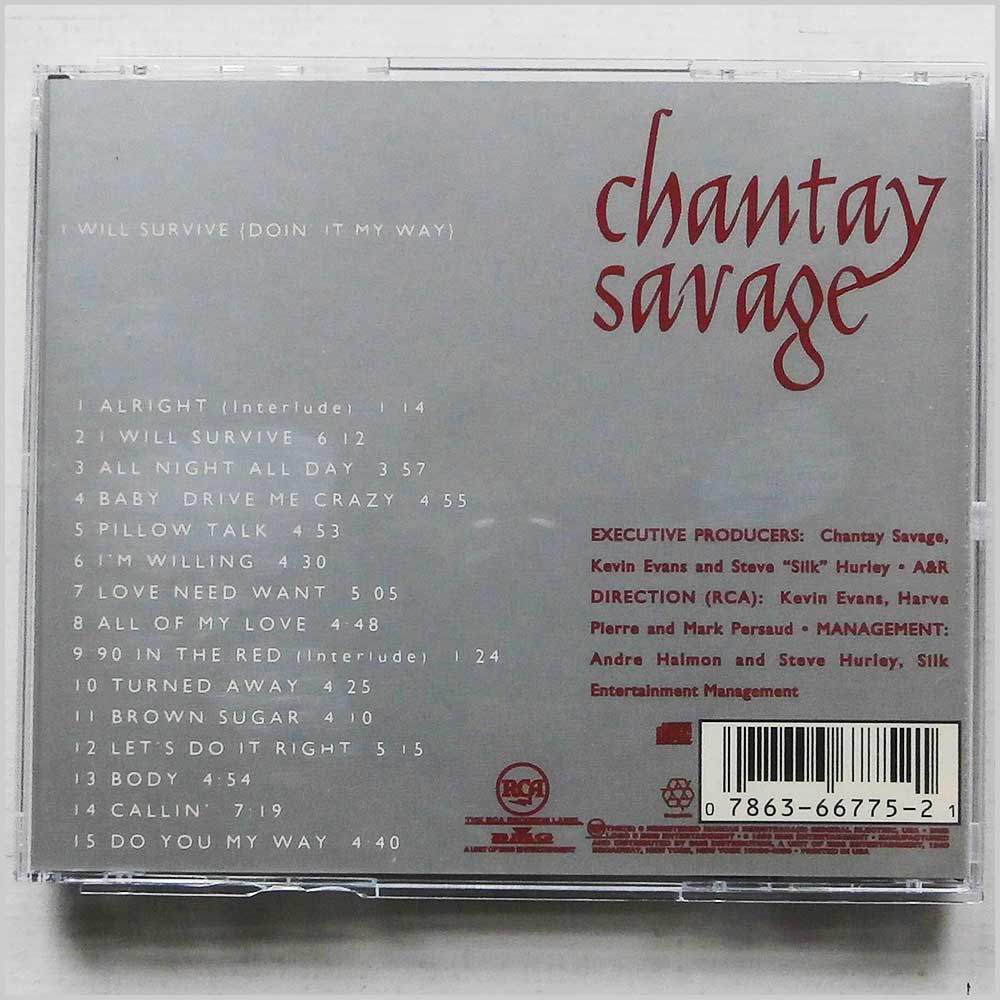 chantay
savage
I WILL SURVIVE {DOIN' IT MY WAY}
1 ALRIGHT (Interlude) 1 14
2 I WILL SURVIVE 6 12
3 ALL NIGHT ALL DAY 3 57
4 BABY DRIVE ME CRAZY 4 55
5 PILLOW TALK 4 53
6 I'M WILLING 4 30
7 LOVE NEED WANT 5 05
8 ALL OF MY LOVE 4·48
9 90 IN THE RED (Interlude) 1 24
10 TURNED AWAY 4 25
11 BROWN SUGAR 4 10
12 LET'S DO IT RIGHT 5 15
13 BODY 4·54
14 CALLIN' 7·19
15 DO YOU MY WAY 4·40
EXECUTIVE PRODUCERS: Chantay Savage,
Kevin Evans and Steve "Silk" Hurley • A&R
DIRECTION (RCA): Kevin Evans, Harve
Pierre and Mark Persaud • MANAGEMENT:
Andre Halmon and Steve Hurley, Silk
Entertainment Management
RCA
THE RCA RECORDS LABEL
BMG
0 7863-66775-2 1